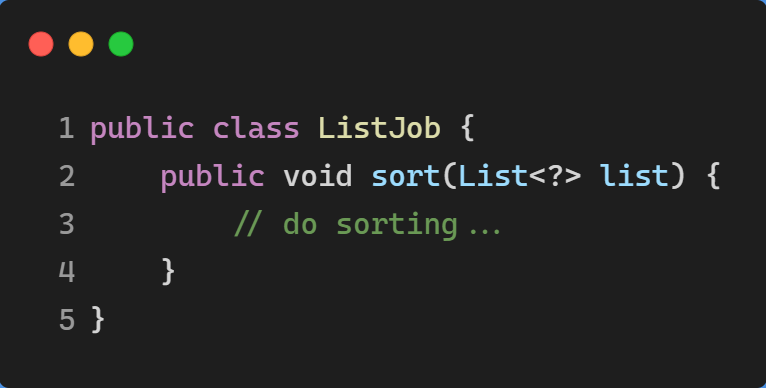 1 public class ListJob {
2     public void sort(List<?> list) {
3         // do sorting...
4     }
5 }